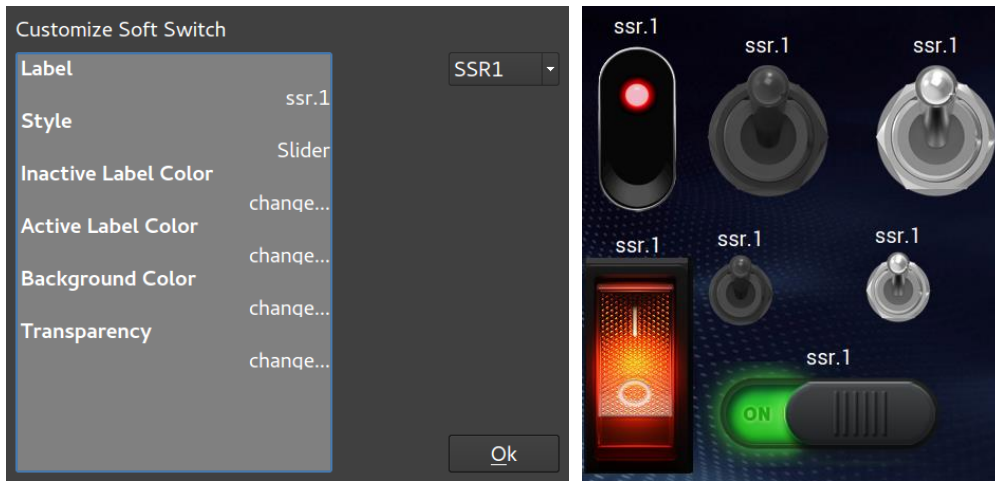 Customize Soft Switch
Label
ssr.1
Style
Slider
Inactive Label Color
change...
Active Label Color
change...
Background Color
change...
Transparency
change...
SSR1
Ok
ssr.1
ssr.1
ssr.1
ssr.1
ssr.1
ssr.1
ssr.1
ON